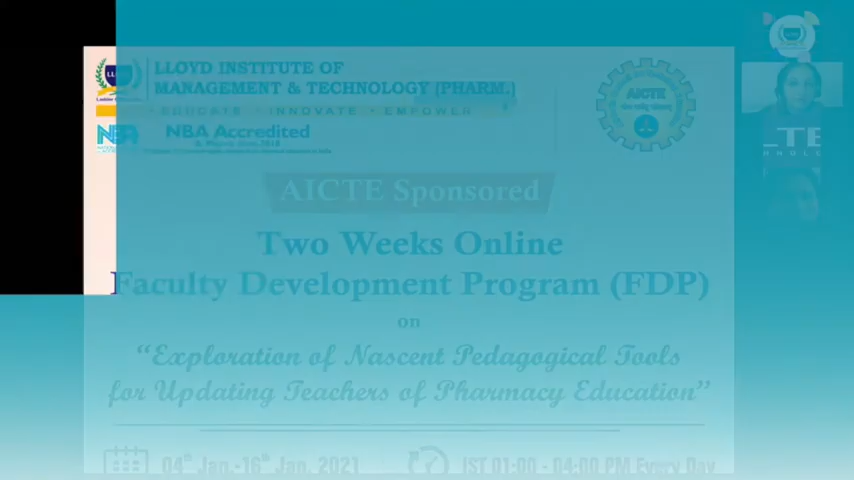 LLOYD INSTITUTE OF
MANAGEMENT & TECHNOLOGY (PHARM.)
EDUCATE • INNOVATE • EMPOWER
NBA Accredited
AICTE
AICTE Sponsored
Two Weeks Online
Faculty Development Program (FDP)
on
“Exploration of Nascent Pedagogical Tools
for Updating Teachers of Pharmacy Education”
04th Jan.-16th Jan. 2021
IST 01:00 - 04:00 PM Every Day